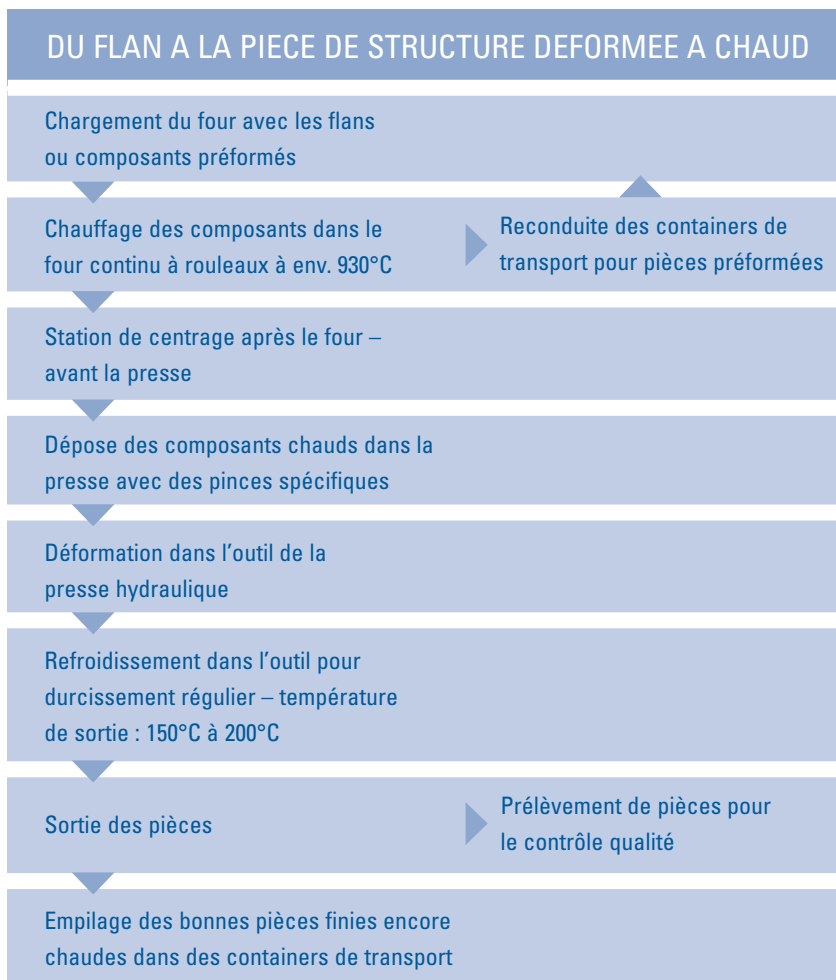 DU FLAN A LA PIECE DE STRUCTURE DEFORMEE A CHAUD
Chargement du four avec les flans
ou composants préformés
Chauffage des composants dans le
four continu à rouleaux à env. 930°C
Reconduite des containers de
transport pour pièces préformées
Station de centrage après le four –
avant la presse
Dépose des composants chauds dans la
presse avec des pinces spécifiques
Déformation dans l’outil de la
presse hydraulique
Refroidissement dans l’outil pour
durcissement régulier – température
de sortie : 150°C à 200°C
Sortie des pièces
Prélèvement de pièces pour
le contrôle qualité
Empilage des bonnes pièces finies encore
chaudes dans des containers de transport